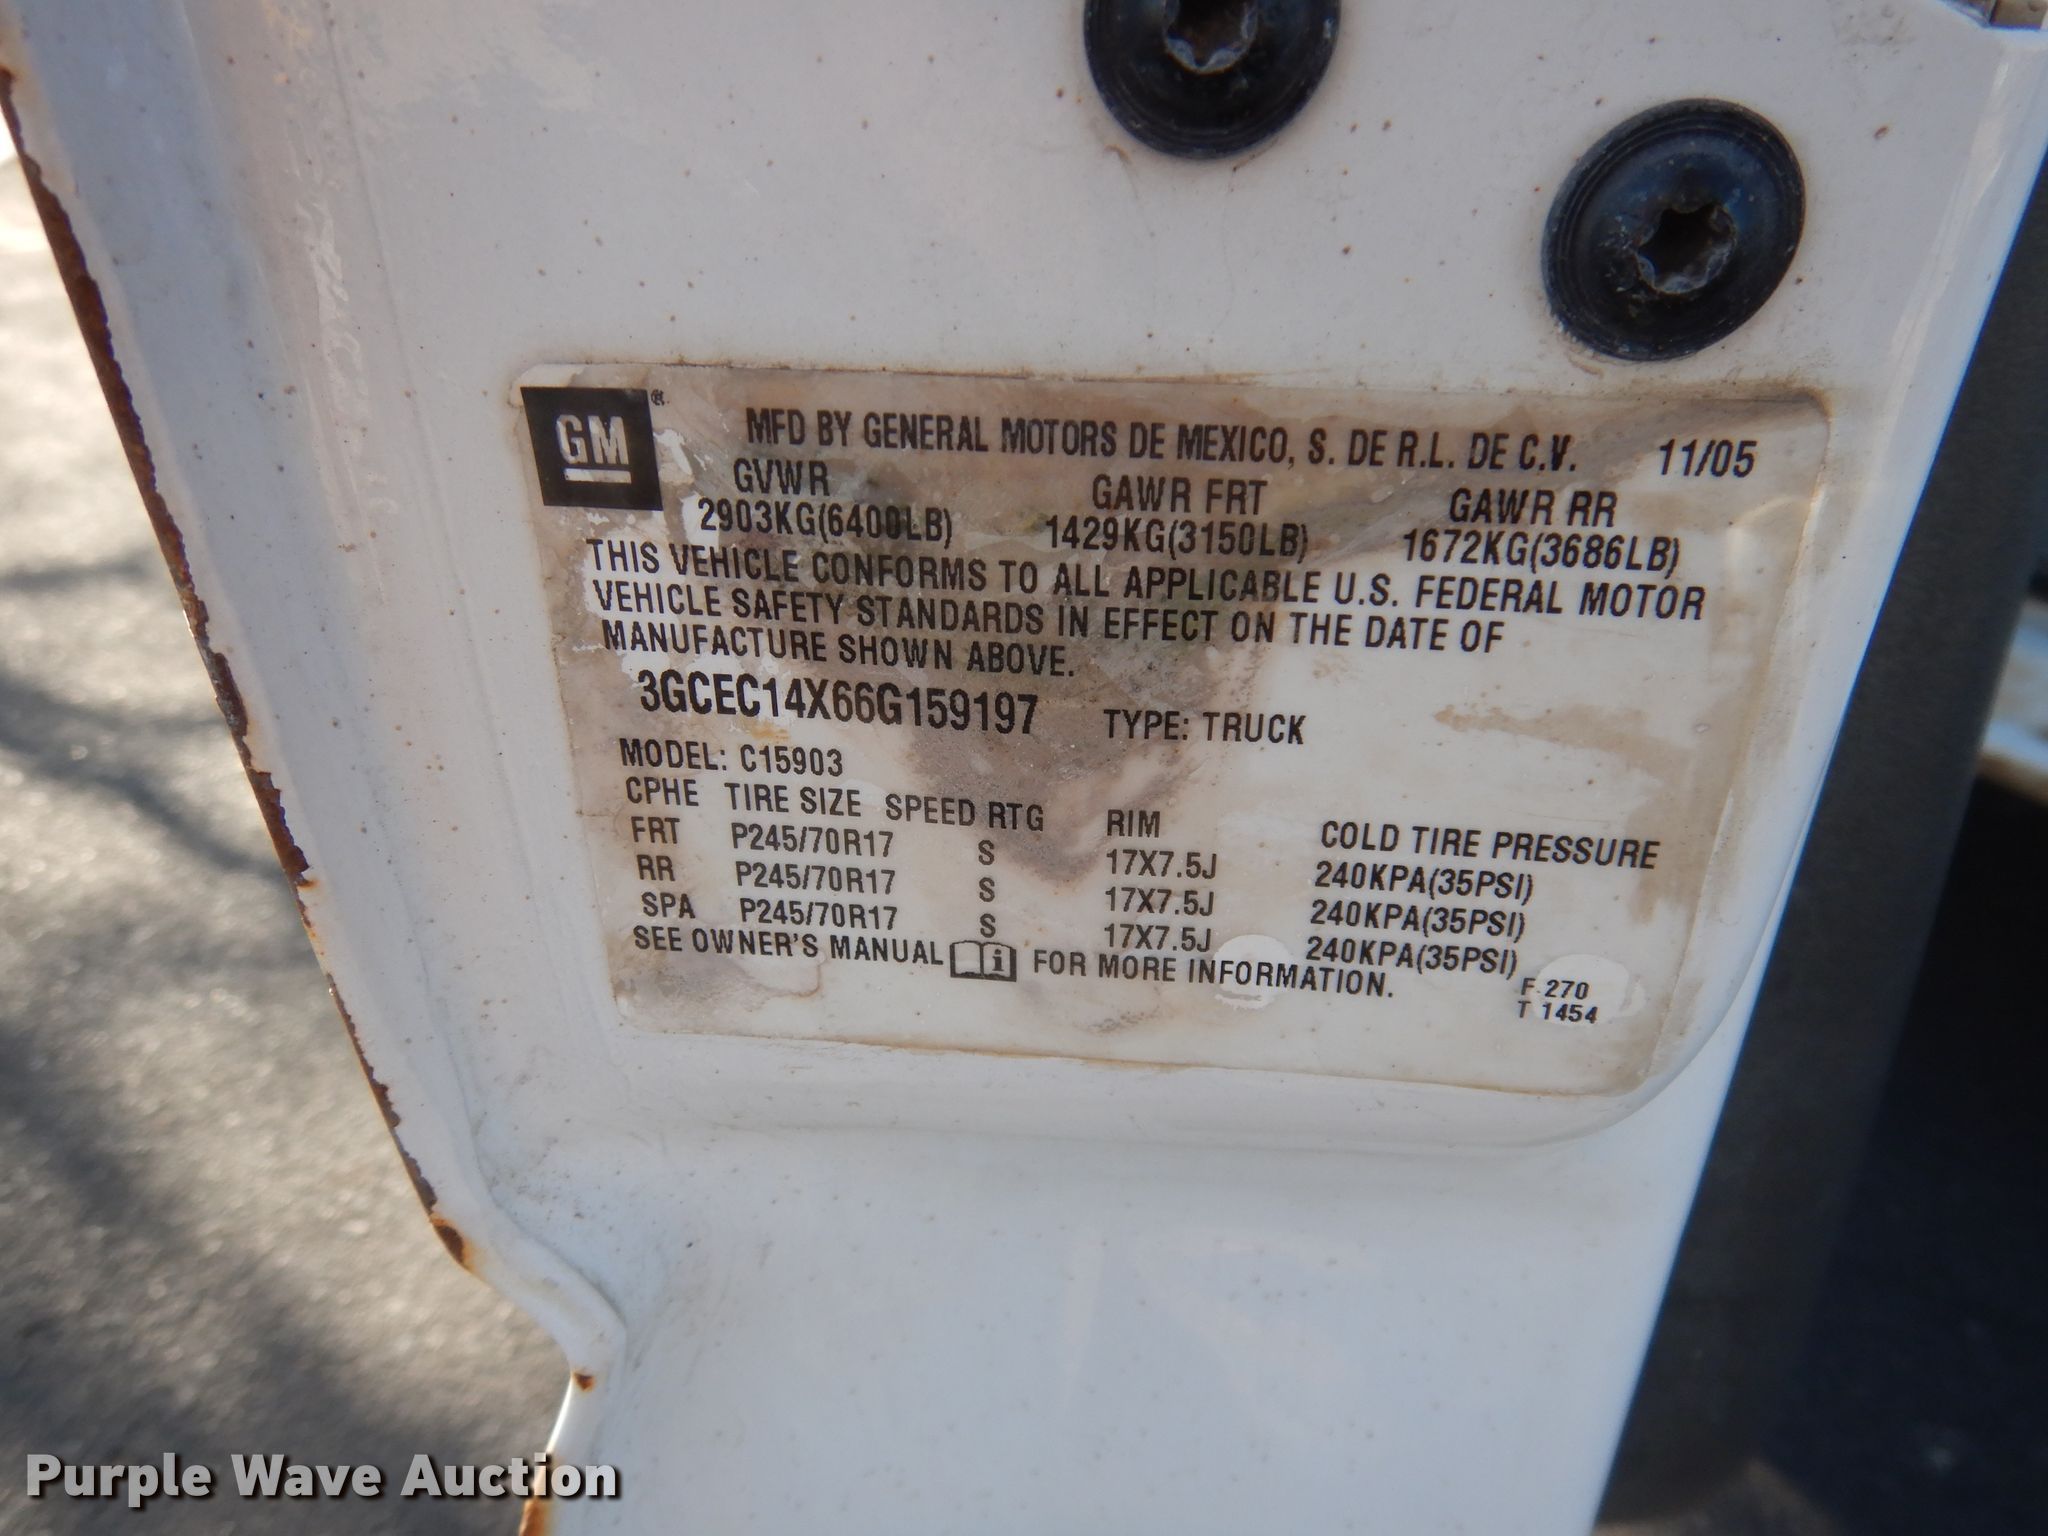 GM ®
MFD BY GENERAL MOTORS DE MEXICO, S. DE R.L. DE C.V. 11/05
GVWR GAWR FRT GAWR RR
2903KG(6400LB) 1429KG(3150LB) 1672KG(3686LB)
THIS VEHICLE CONFORMS TO ALL APPLICABLE U.S. FEDERAL MOTOR
VEHICLE SAFETY STANDARDS IN EFFECT ON THE DATE OF
MANUFACTURE SHOWN ABOVE.
3GCEC14X66G159197 TYPE: TRUCK
MODEL: C15903
CPHE TIRE SIZE SPEED RTG RIM COLD TIRE PRESSURE
FRT P245/70R17 S 17X7.5J 240KPA(35PSI)
RR P245/70R17 S 17X7.5J 240KPA(35PSI)
SPA P245/70R17 S 17X7.5J 240KPA(35PSI)
SEE OWNER'S MANUAL i FOR MORE INFORMATION.
F 270
T 1454
Purple Wave Auction